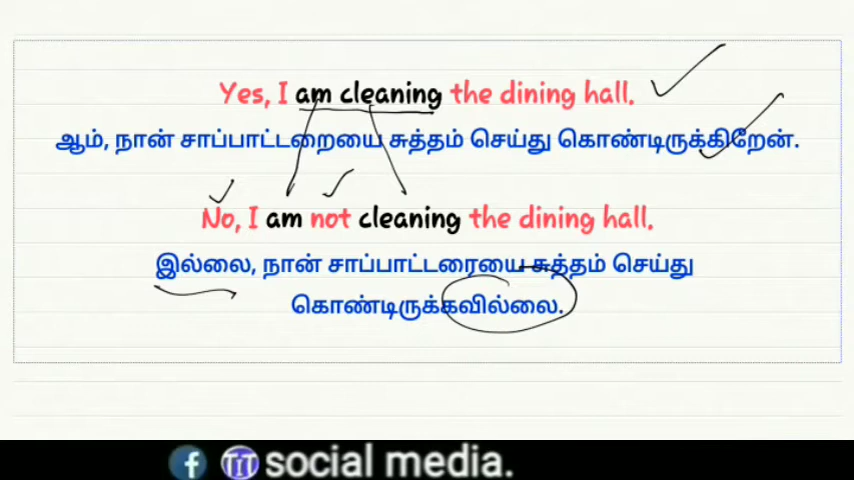 Yes, I am cleaning the dining hall.
ஆம், நான் சாப்பாட்டறையை சுத்தம் செய்து கொண்டிருக்கிறேன்.
No, I am not cleaning the dining hall.
இல்லை, நான் சாப்பாட்டரையை சுத்தம் செய்து
கொண்டிருக்கவில்லை.
social media.